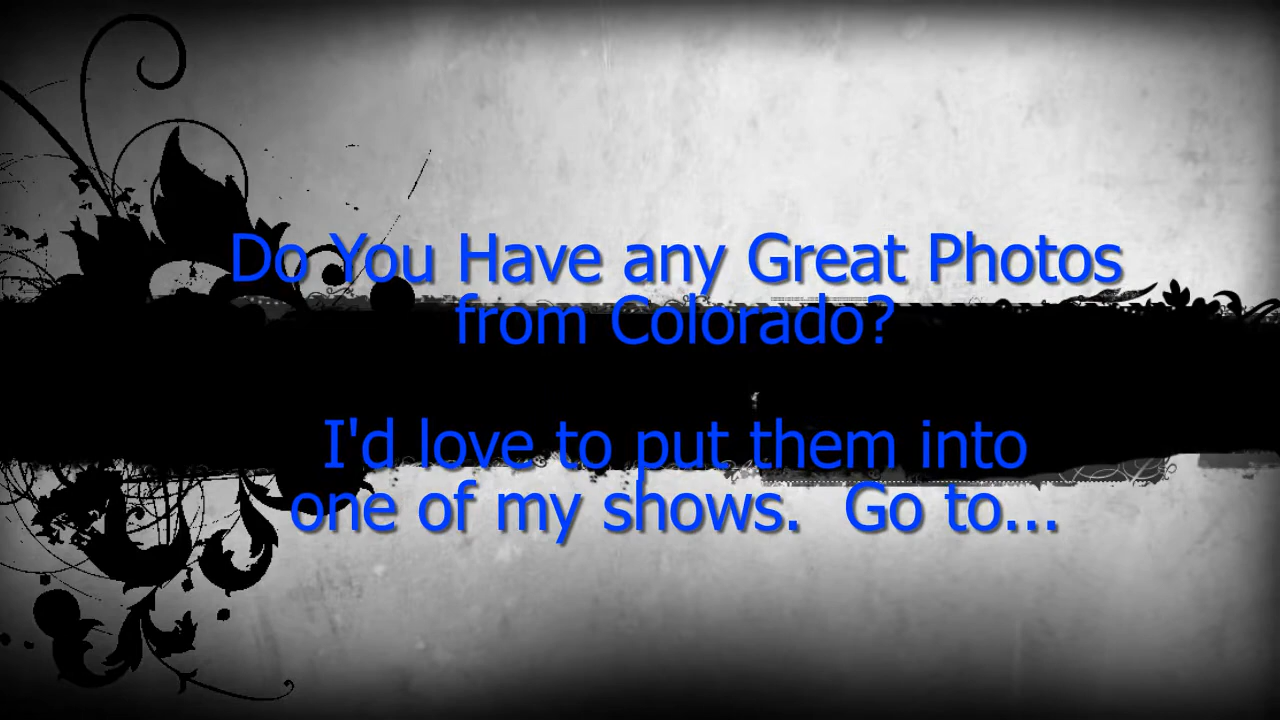 Do You Have any Great Photos
from Colorado?
I'd love to put them into
one of my shows.  Go to...